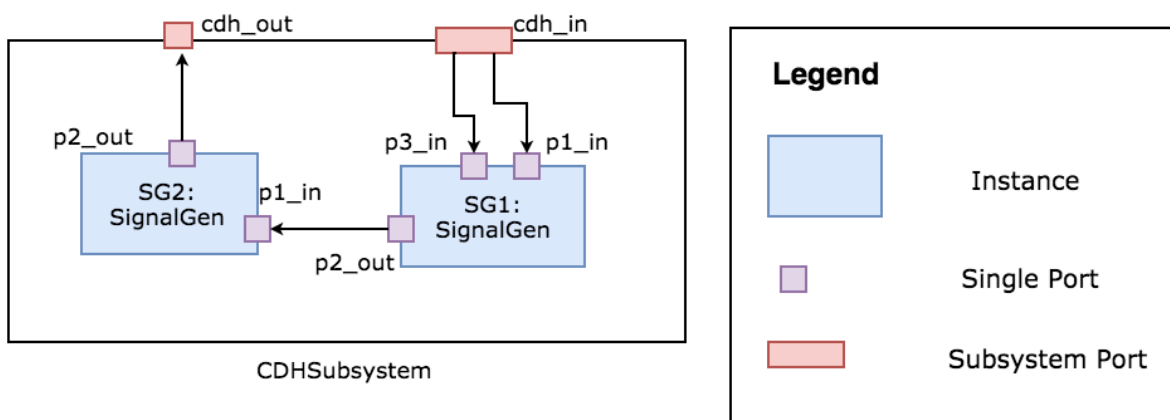 cdh_out
cdh_in
p2_out
p3_in
p1_in
SG2:
SignalGen
p1_in
SG1:
SignalGen
p2_out
CDHSubsystem
Legend
Instance
Single Port
Subsystem Port